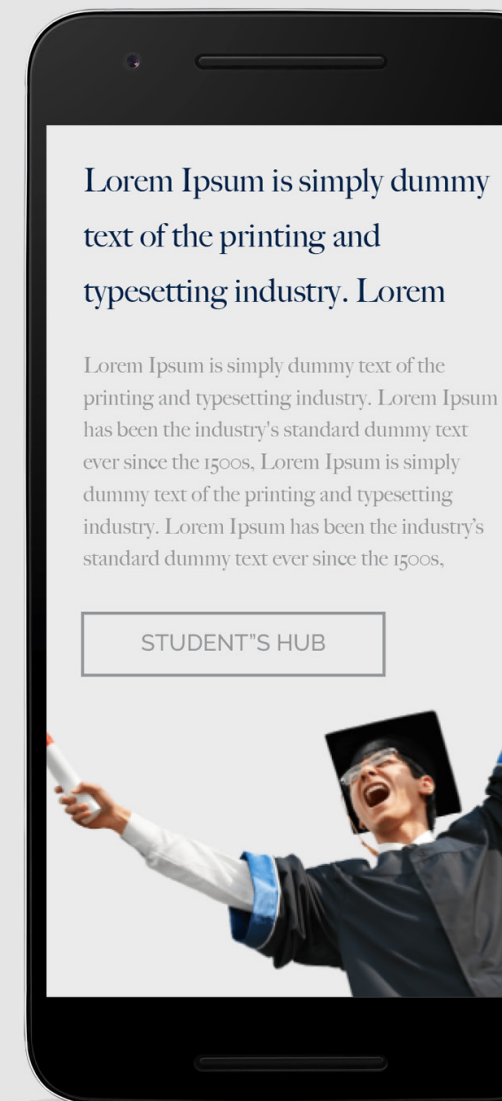 Lorem Ipsum is simply dummy
text of the printing and
typesetting industry. Lorem
Lorem Ipsum is simply dummy text of the
printing and typesetting industry. Lorem Ipsum
has been the industry's standard dummy text
ever since the 1500s, Lorem Ipsum is simply
dummy text of the printing and typesetting
industry. Lorem Ipsum has been the industry’s
standard dummy text ever since the 1500s,
STUDENT”S HUB